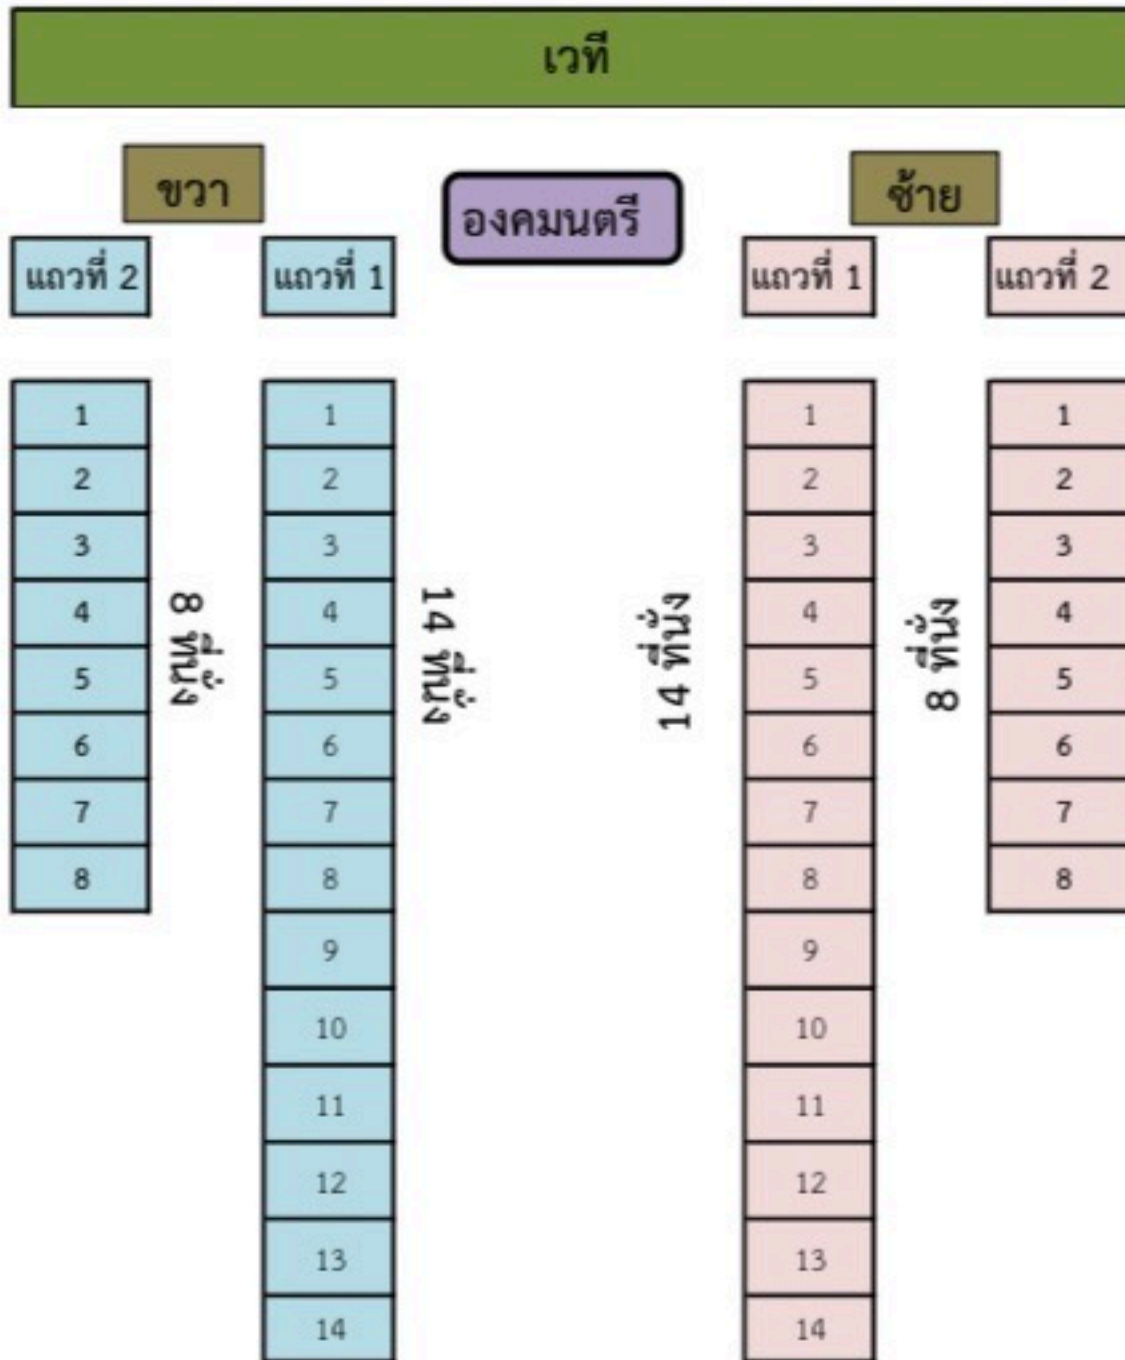 เวที
ขวา
องคมนตรี
ซ้าย
แถวที่ 2
แถวที่ 1
แถวที่ 1
แถวที่ 2
1 1 1 1
2 2 2 2
3 3 3 3
4 4 4 4
5 5 5 5
6 6 6 6
7 7 7 7
8 8 8 8
8 ที่นั่ง
14 ที่นั่ง
14 ที่นั่ง
8 ที่นั่ง
9 9
10 10
11 11
12 12
13 13
14 14